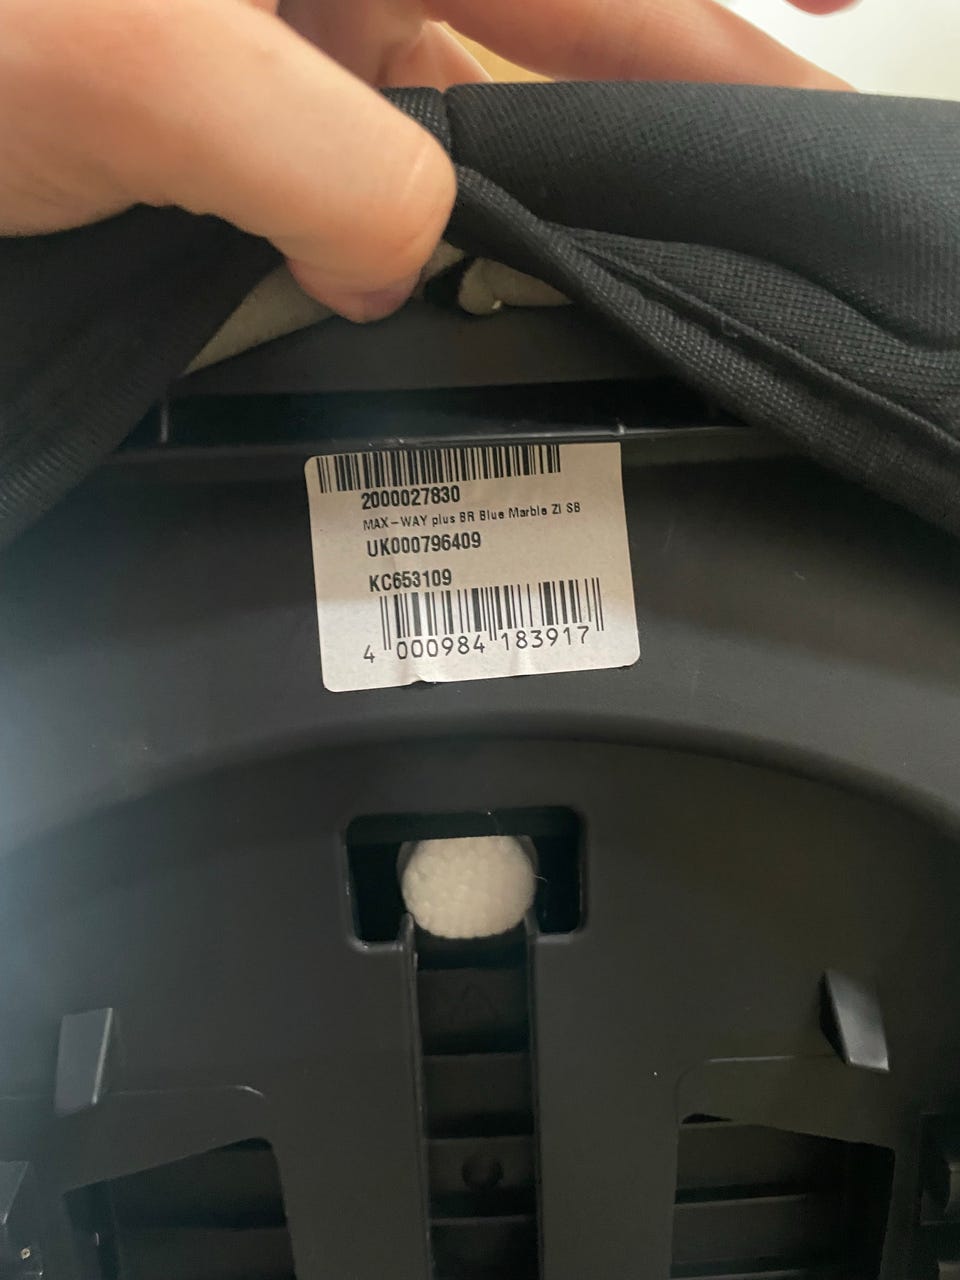 2000027830
MAX-WAY plus BR Blue Marble ZI SB
UK000796409
KC653109
4 000984 183917